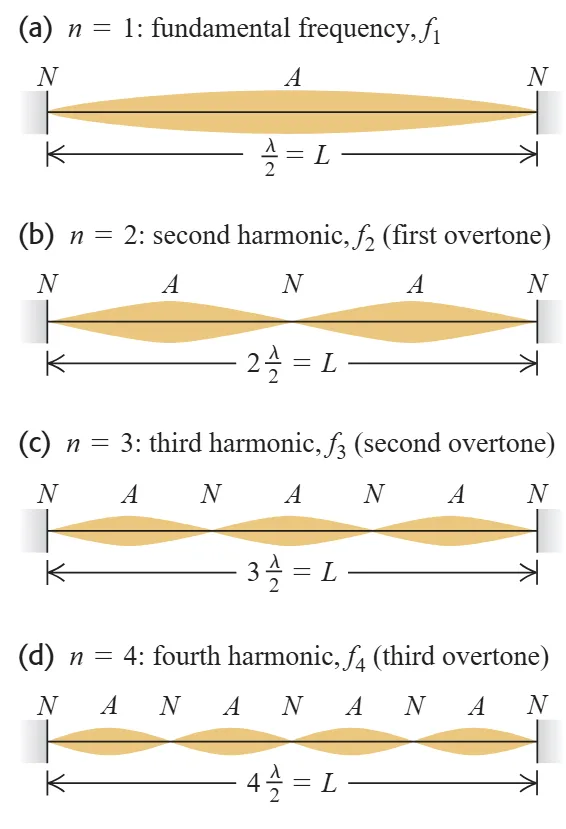 (a) n = 1: fundamental frequency, f₁
N A N
λ/2 = L
(b) n = 2: second harmonic, f₂ (first overtone)
N A N A N
2 λ/2 = L
(c) n = 3: third harmonic, f₃ (second overtone)
N A N A N A N
3 λ/2 = L
(d) n = 4: fourth harmonic, f₄ (third overtone)
N A N A N A N A N
4 λ/2 = L